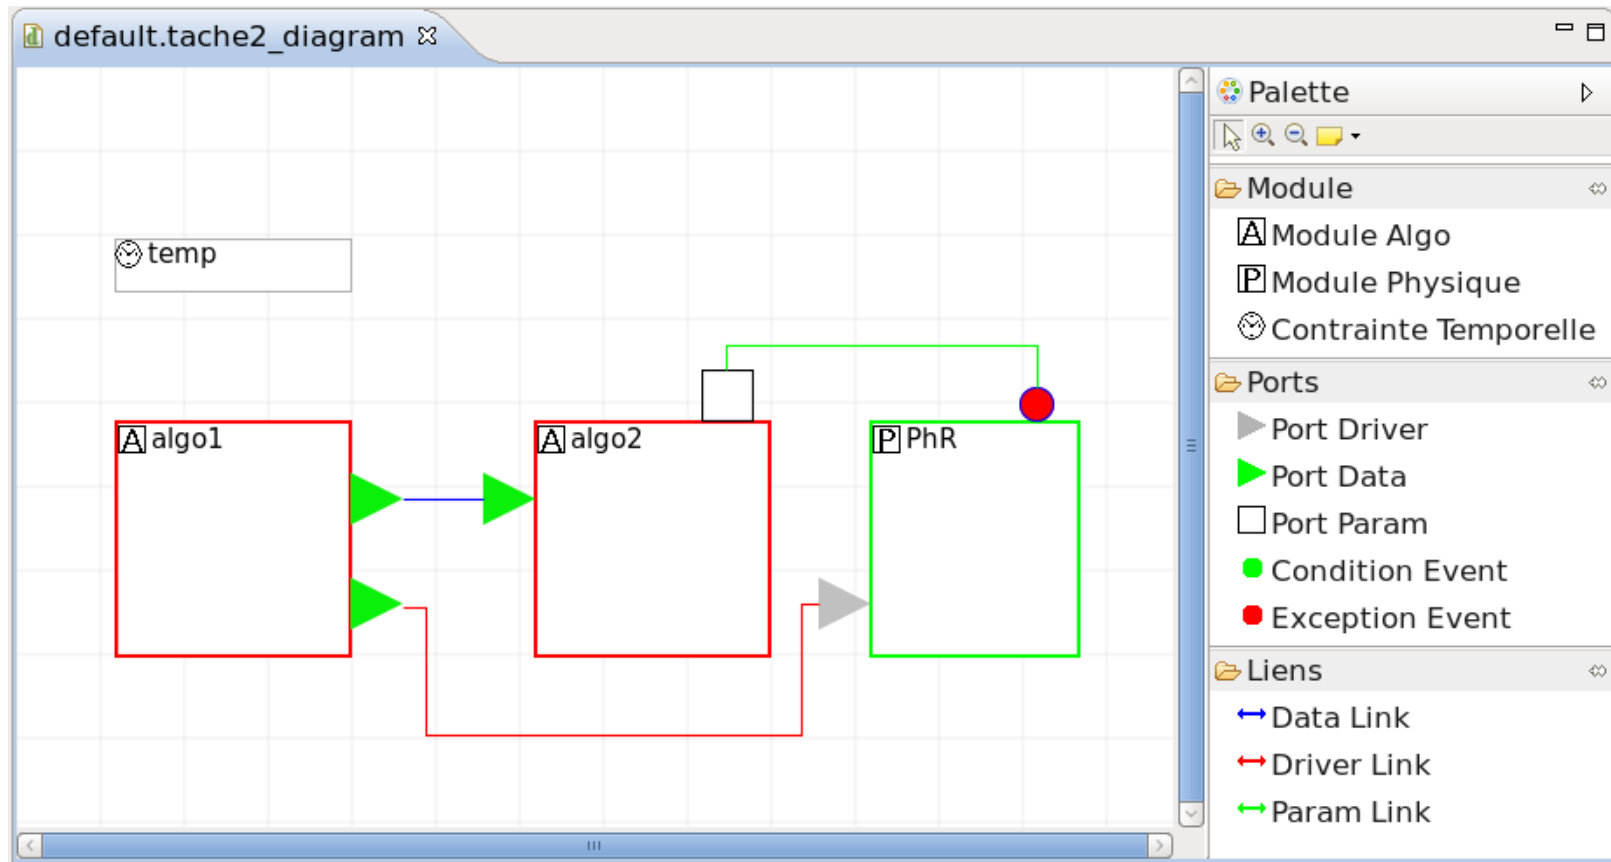 default.tache2_diagram
Palette
Module
A Module Algo
P Module Physique
Contrainte Temporelle
Ports
Port Driver
Port Data
Port Param
Condition Event
Exception Event
Liens
Data Link
Driver Link
Param Link
temp
A algo1
A algo2
P PhR